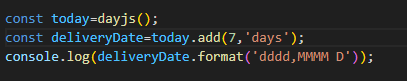 const today=dayjs();
const deliveryDate=today.add(7,'days');
console.log(deliveryDate.format('dddd,MMMM D'));